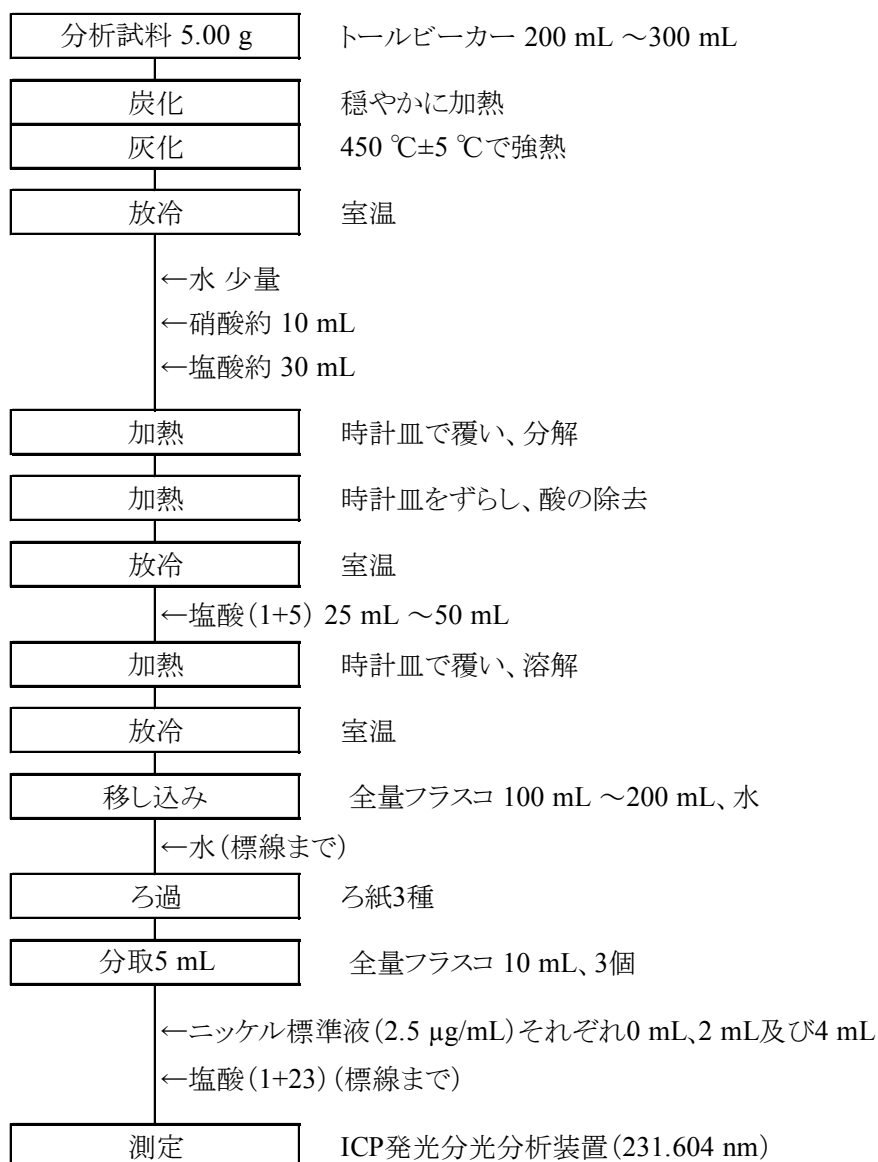 分析試料 5.00 g トールビーカー 200 mL ～300 mL
炭化 穏やかに加熱
灰化 450 ℃±5 ℃で強熱
放冷 室温
←水 少量
←硝酸約 10 mL
←塩酸約 30 mL
加熱 時計皿で覆い、分解
加熱 時計皿をずらし、酸の除去
放冷 室温
←塩酸（1+5） 25 mL ～50 mL
加熱 時計皿で覆い、溶解
放冷 室温
移し込み 全量フラスコ 100 mL ～200 mL、水
←水（標線まで）
ろ過 ろ紙3種
分取5 mL 全量フラスコ 10 mL、3個
←ニッケル標準液（2.5 µg/mL）それぞれ0 mL、2 mL及び4 mL
←塩酸（1+23）（標線まで）
測定 ICP発光分光分析装置（231.604 nm）